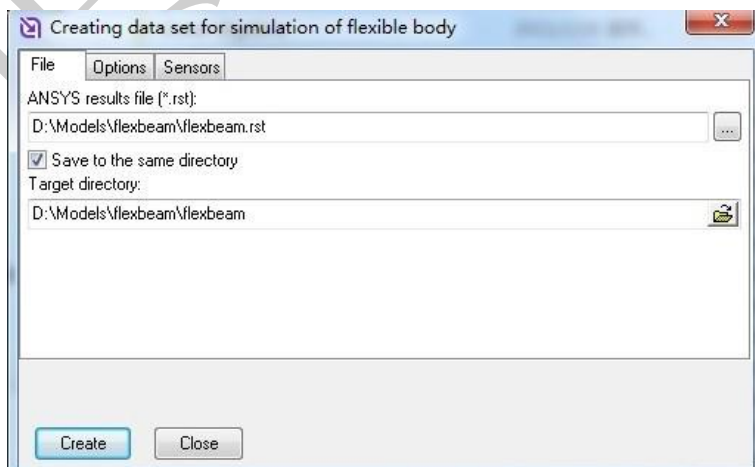 Creating data set for simulation of flexible body
File Options Sensors
ANSYS results file (*.rst):
D:\Models\flexbeam\flexbeam.rst
...
Save to the same directory
Target directory:
D:\Models\flexbeam\flexbeam
Create Close